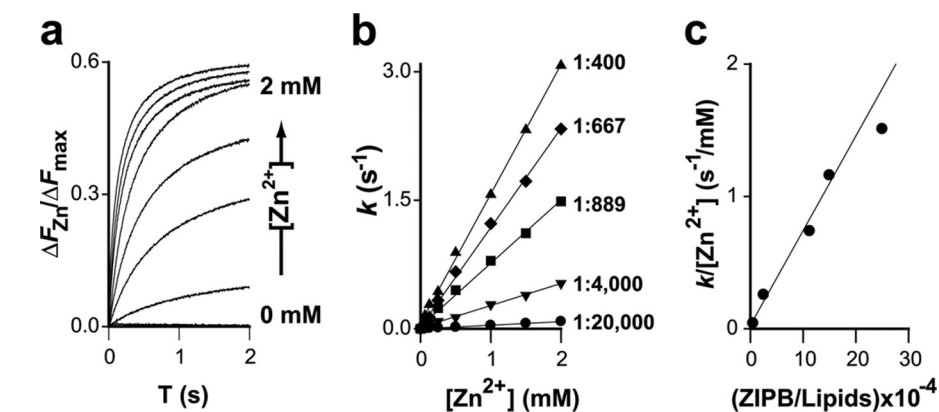 a
ΔF_Zn/ΔF_max
0.6
0.3
0.0
0
1
2
T (s)
2 mM
[Zn²⁺]
0 mM
b
k (s⁻¹)
3.0
1.5
0.0
0
1
2
[Zn²⁺] (mM)
1:400
1:667
1:889
1:4,000
1:20,000
c
k/[Zn²⁺] (s⁻¹/mM)
2
1
0
0
10
20
30
(ZIPB/Lipids)x10⁻⁴